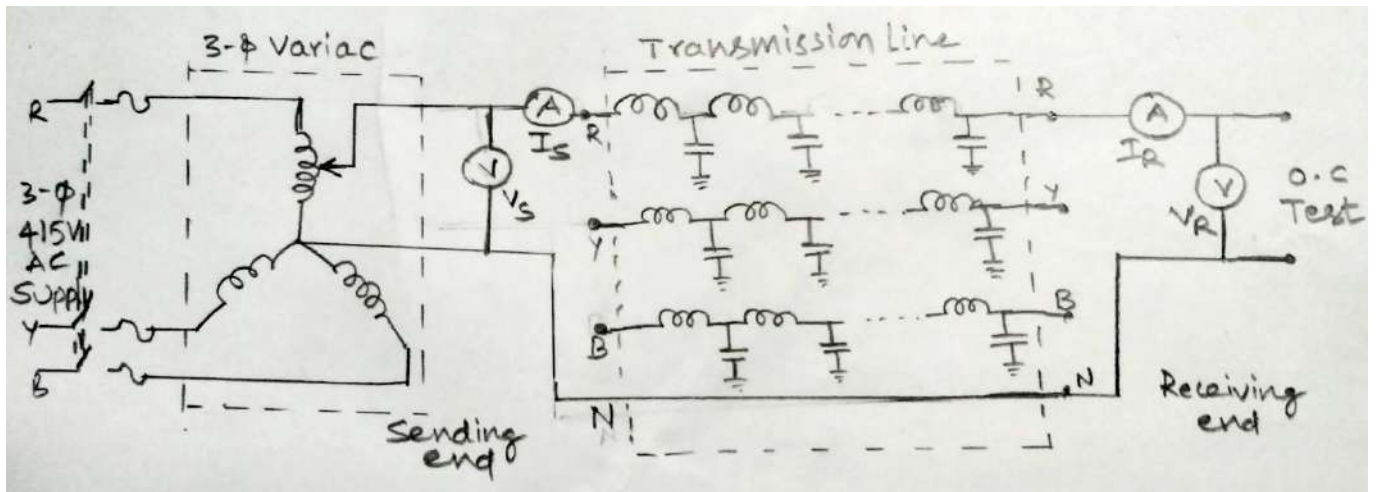 3-ɸ Variac
Transmission Line
R
3-ɸ
415V
AC
Supply
Y
B
A
IS
V
VS
R
Y
B
N
R
Y
B
N
A
IR
V
VR
O.C
Test
Sending
end
Receiving
end